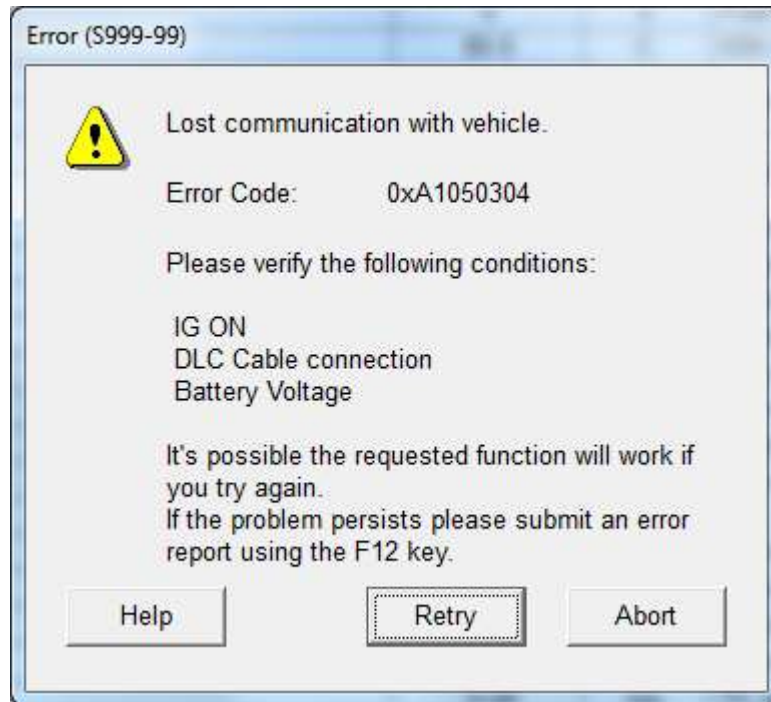 Error (S999-99)
Lost communication with vehicle.
Error Code: 0xA1050304
Please verify the following conditions:
IG ON
DLC Cable connection
Battery Voltage
It's possible the requested function will work if
you try again.
If the problem persists please submit an error
report using the F12 key.
Help Retry Abort